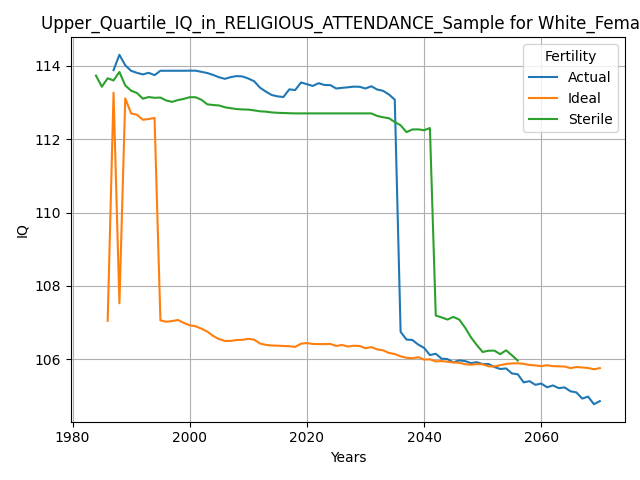 Upper_Quartile_IQ_in_RELIGIOUS_ATTENDANCE_Sample for White_Fema
Fertility
Actual
Ideal
Sterile
114
112
110
108
106
IQ
1980
2000
2020
2040
2060
Years